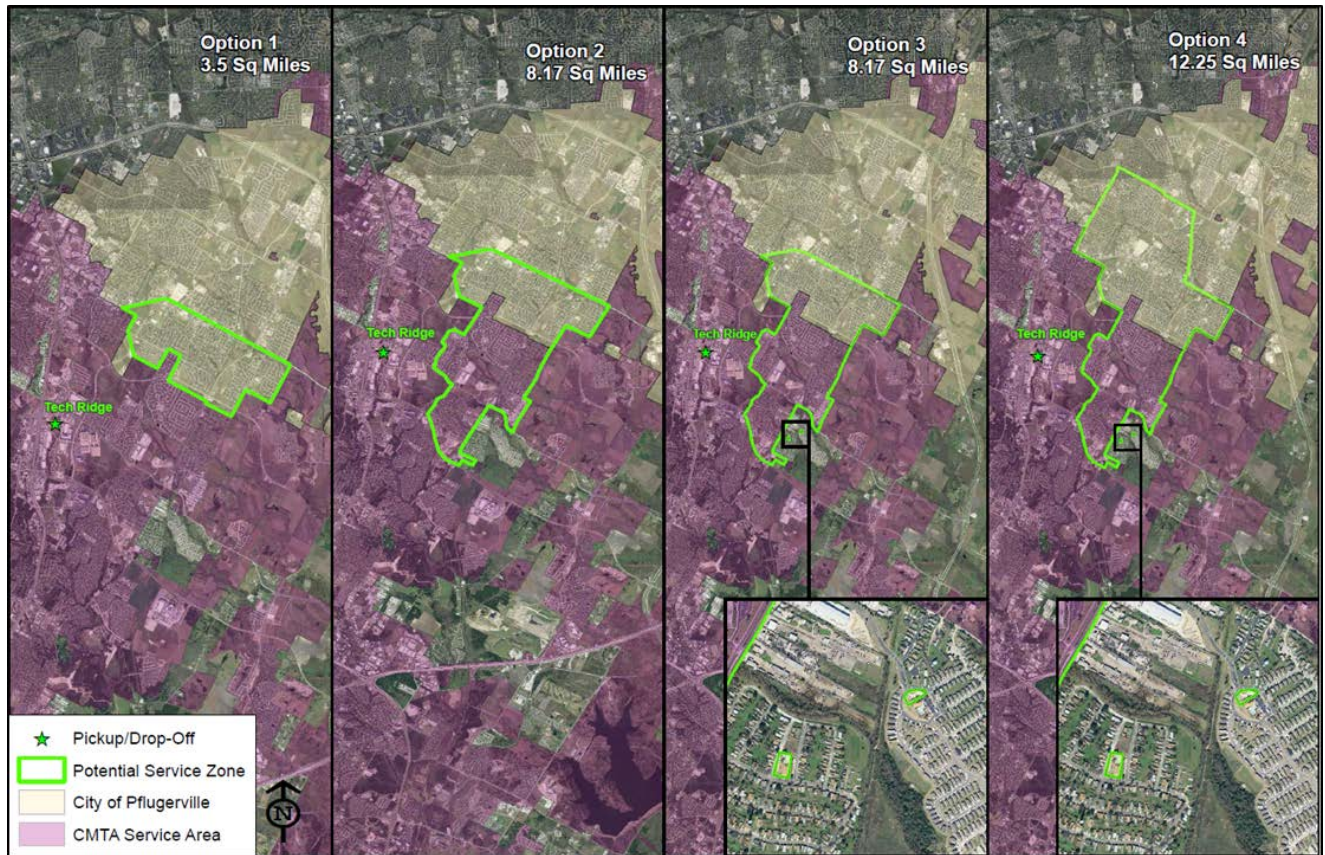 Option 1
3.5 Sq Miles
Option 2
8.17 Sq Miles
Option 3
8.17 Sq Miles
Option 4
12.25 Sq Miles
Tech Ridge
Tech Ridge
Tech Ridge
Tech Ridge
Pickup/Drop-Off
Potential Service Zone
City of Pflugerville
CMTA Service Area
N